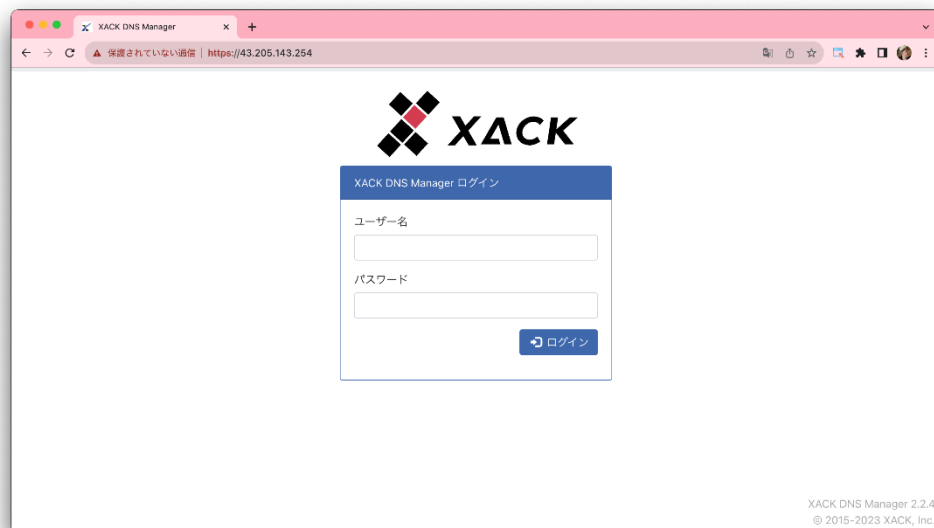 XACK DNS Manager
保護されていない通信 | https://43.205.143.254
XACK
XACK DNS Manager ログイン
ユーザー名
パスワード
ログイン
XACK DNS Manager 2.2.4
© 2015-2023 XACK, Inc.